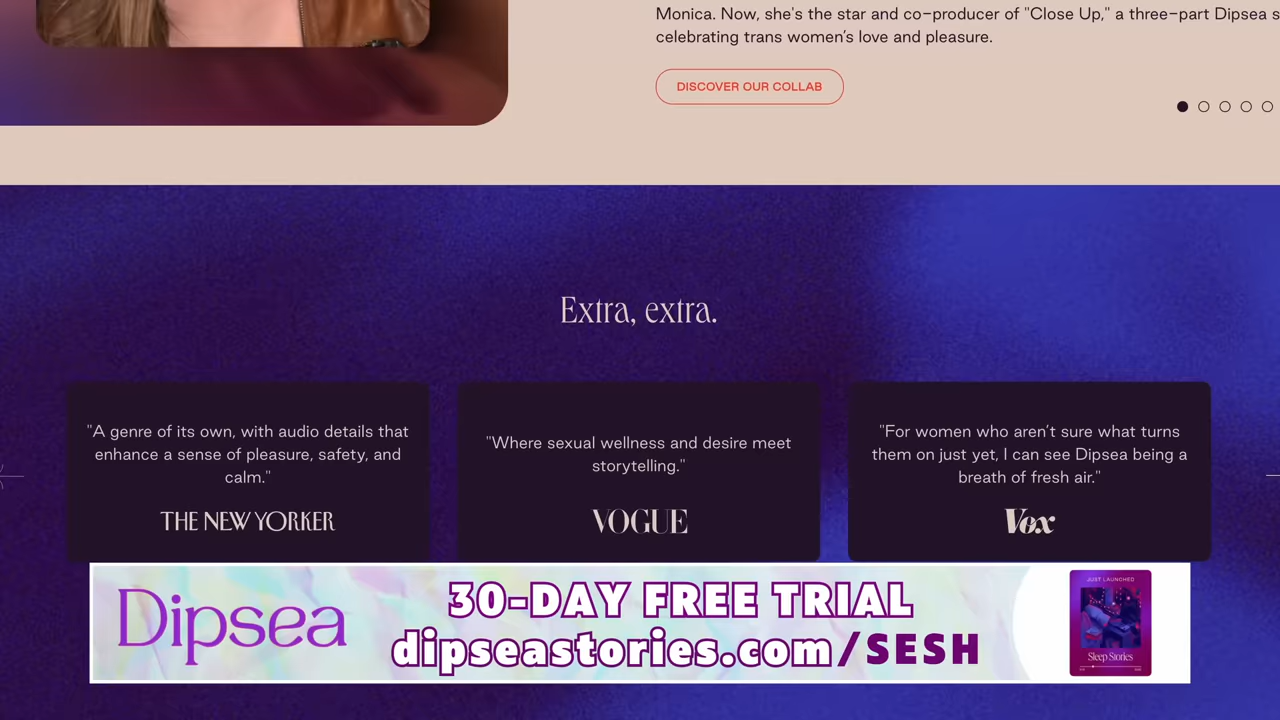 Monica. Now, she's the star and co-producer of "Close Up," a three-part Dipsea s
celebrating trans women's love and pleasure.
DISCOVER OUR COLLAB
Extra, extra.
"A genre of its own, with audio details that
enhance a sense of pleasure, safety, and
calm."
THE NEW YORKER
"Where sexual wellness and desire meet
storytelling."
VOGUE
"For women who aren't sure what turns
them on just yet, I can see Dipsea being a
breath of fresh air."
Vox
Dipsea
30-DAY FREE TRIAL
dipseastories.com/SESH
JUST LAUNCHED
Sleep Stories